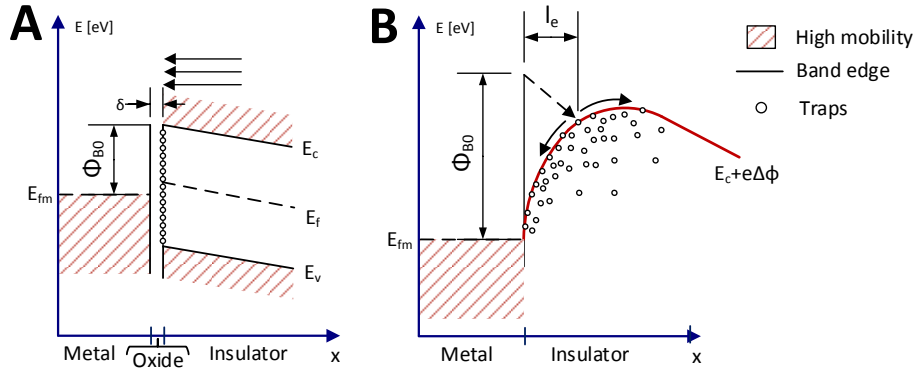 A
E [eV]
δ
Φ_B0
E_fm
E_c
E_f
E_v
Metal
Oxide
Insulator
x
B
E [eV]
l_e
Φ_B0
E_fm
E_c+eΔϕ
Metal
Insulator
x
High mobility
Band edge
Traps